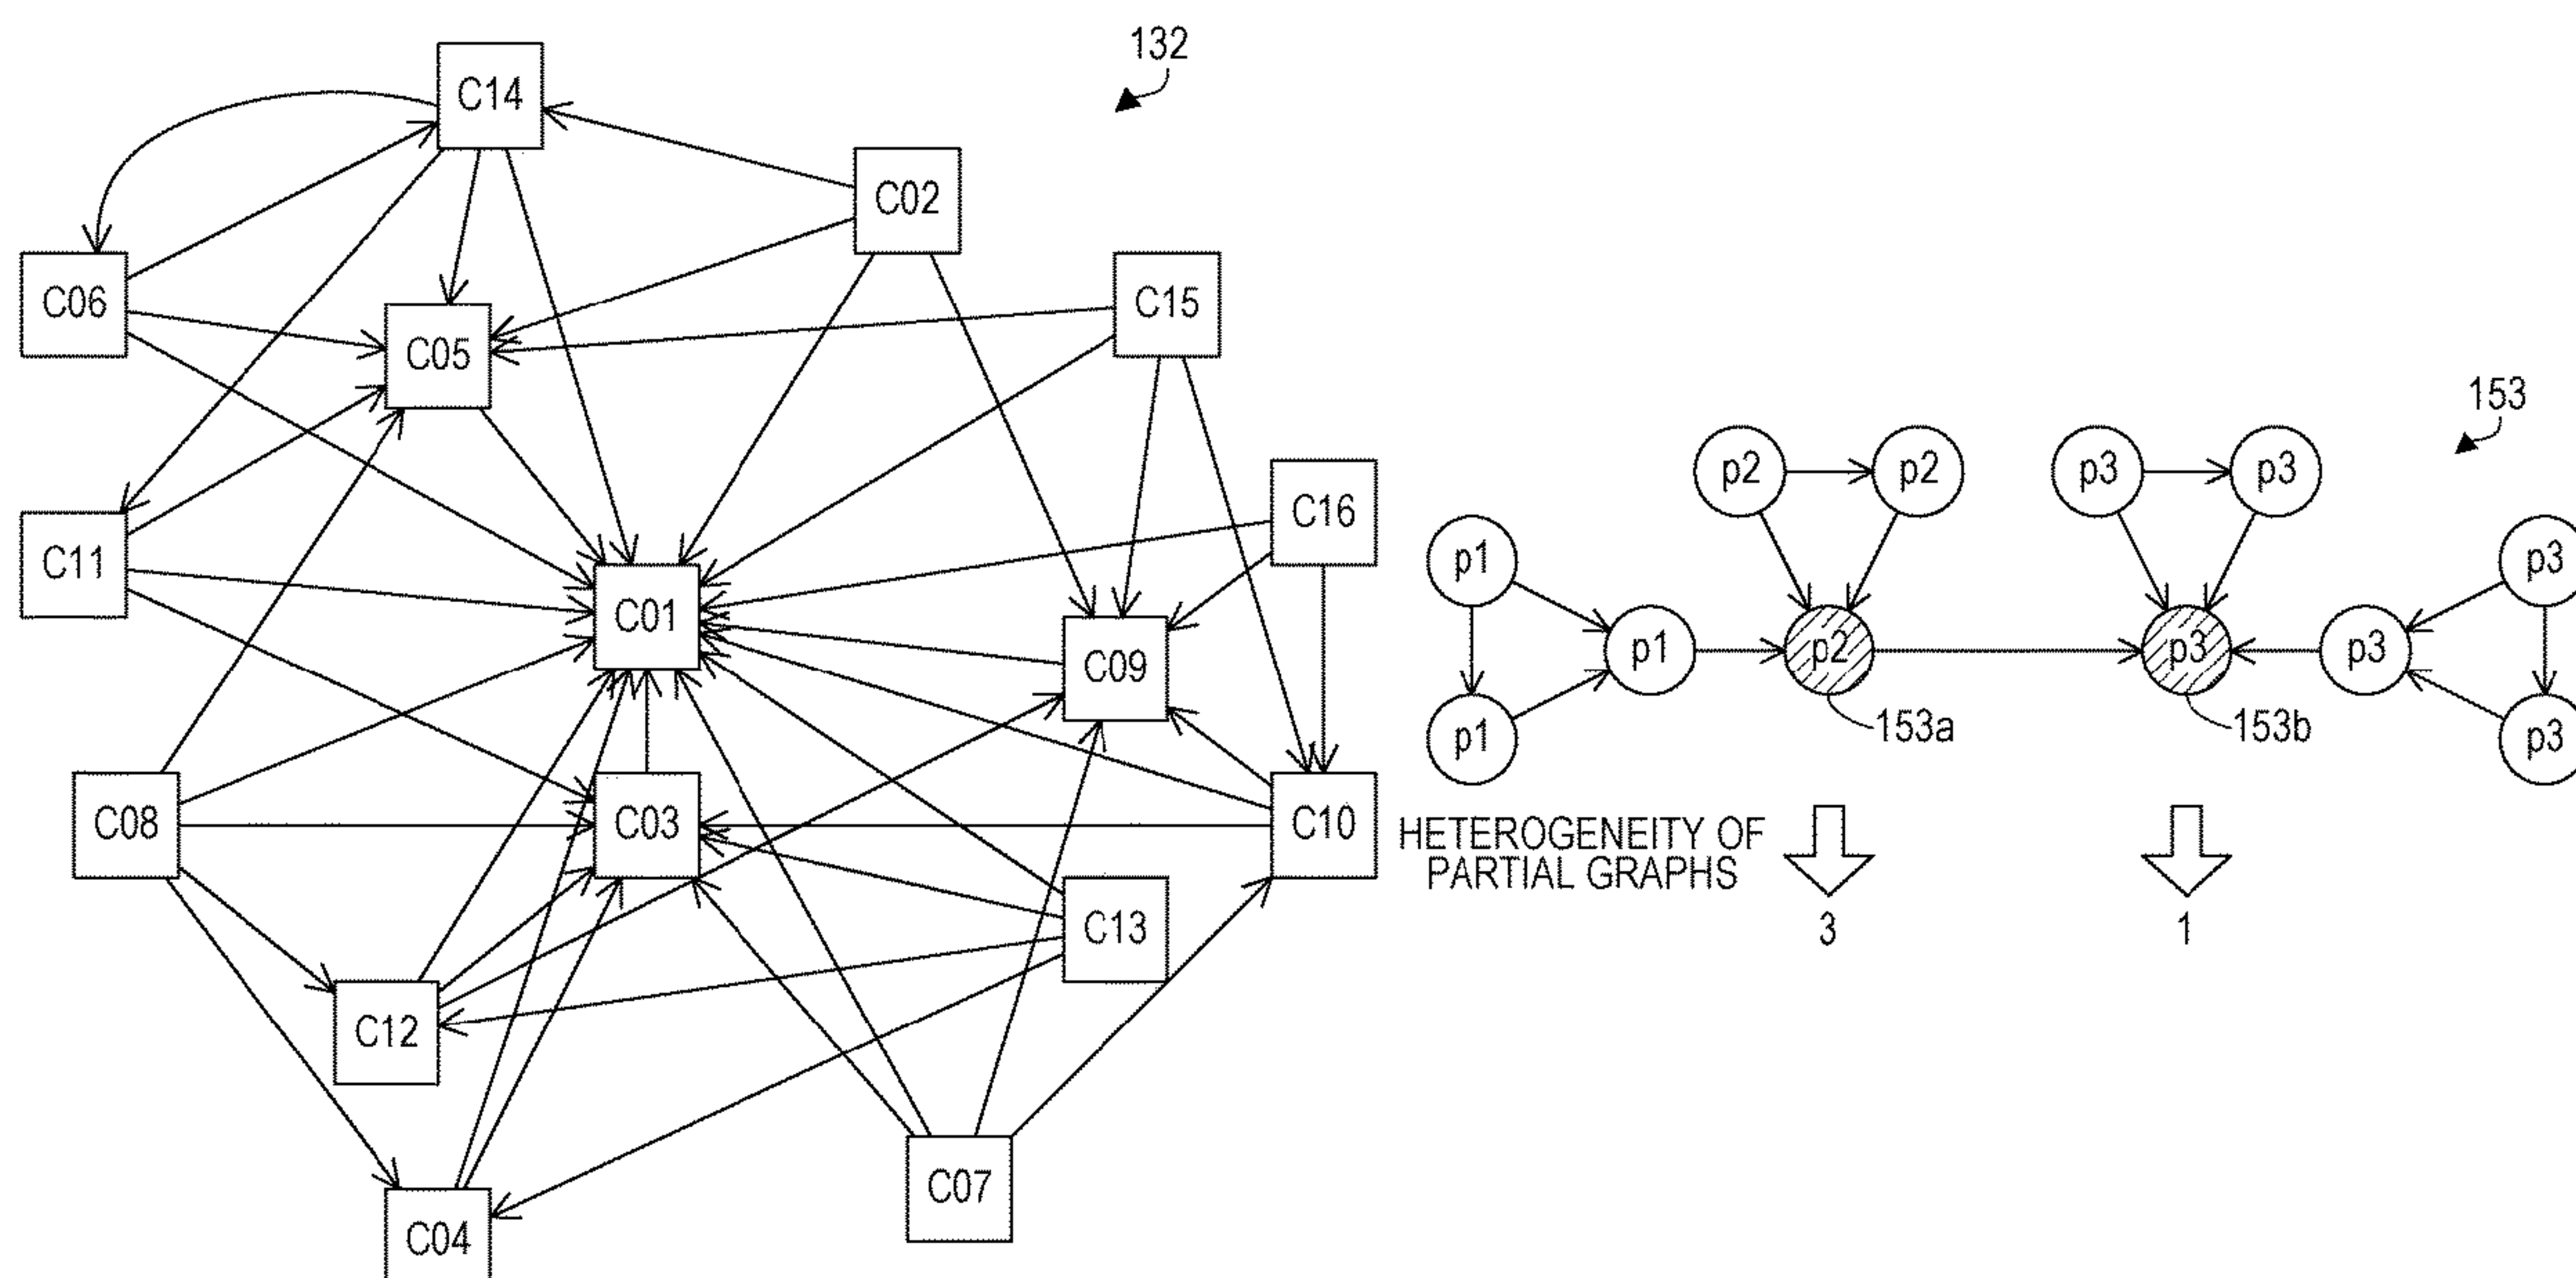 132
C14
C02
C06
C15
C05
C16
C11
C01
C09
C08
C03
C10
C13
C12
C07
C04
153
p2
p2
p3
p3
p1
p3
p1
p2
p3
p3
p1
153a
153b
p3
HETEROGENEITY OF
PARTIAL GRAPHS
3
1